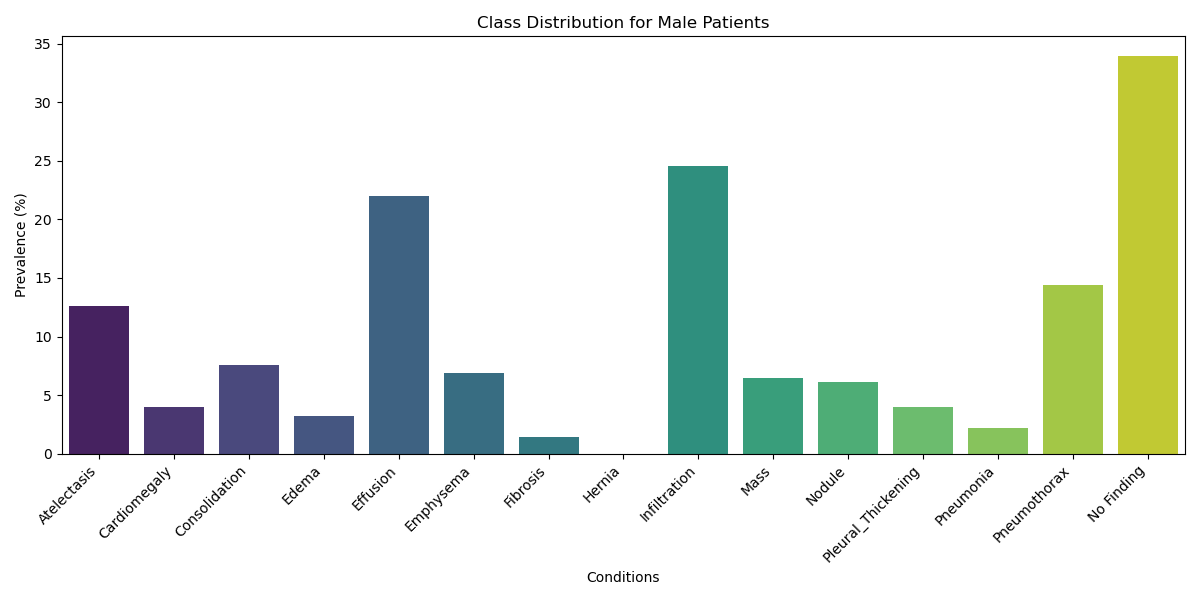 Class Distribution for Male Patients
Prevalence (%)
35
30
25
20
15
10
5
0
Atelectasis
Cardiomegaly
Consolidation
Edema
Effusion
Emphysema
Fibrosis
Hernia
Infiltration
Mass
Nodule
Pleural_Thickening
Pneumonia
Pneumothorax
No Finding
Conditions